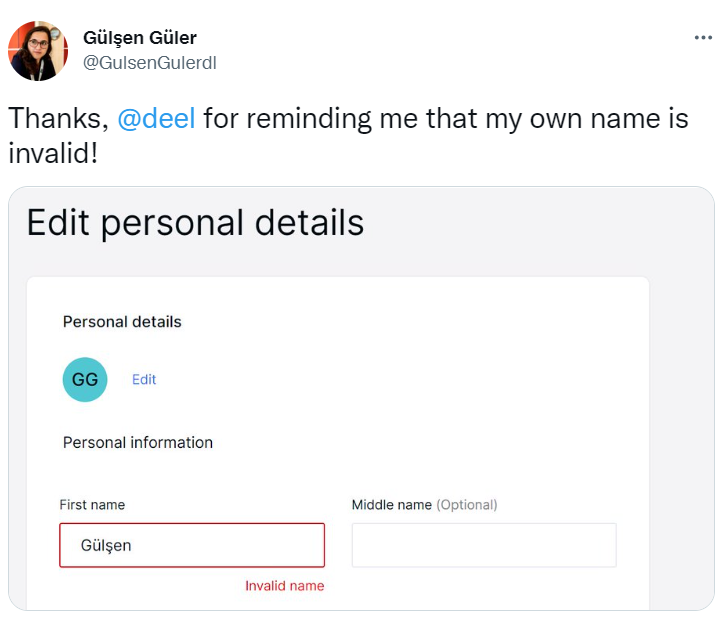 Gülşen Güler
@GulsenGulerdl
Thanks, @deel for reminding me that my own name is
invalid!
Edit personal details
Personal details
GG Edit
Personal information
First name Middle name (Optional)
Gülşen
Invalid name